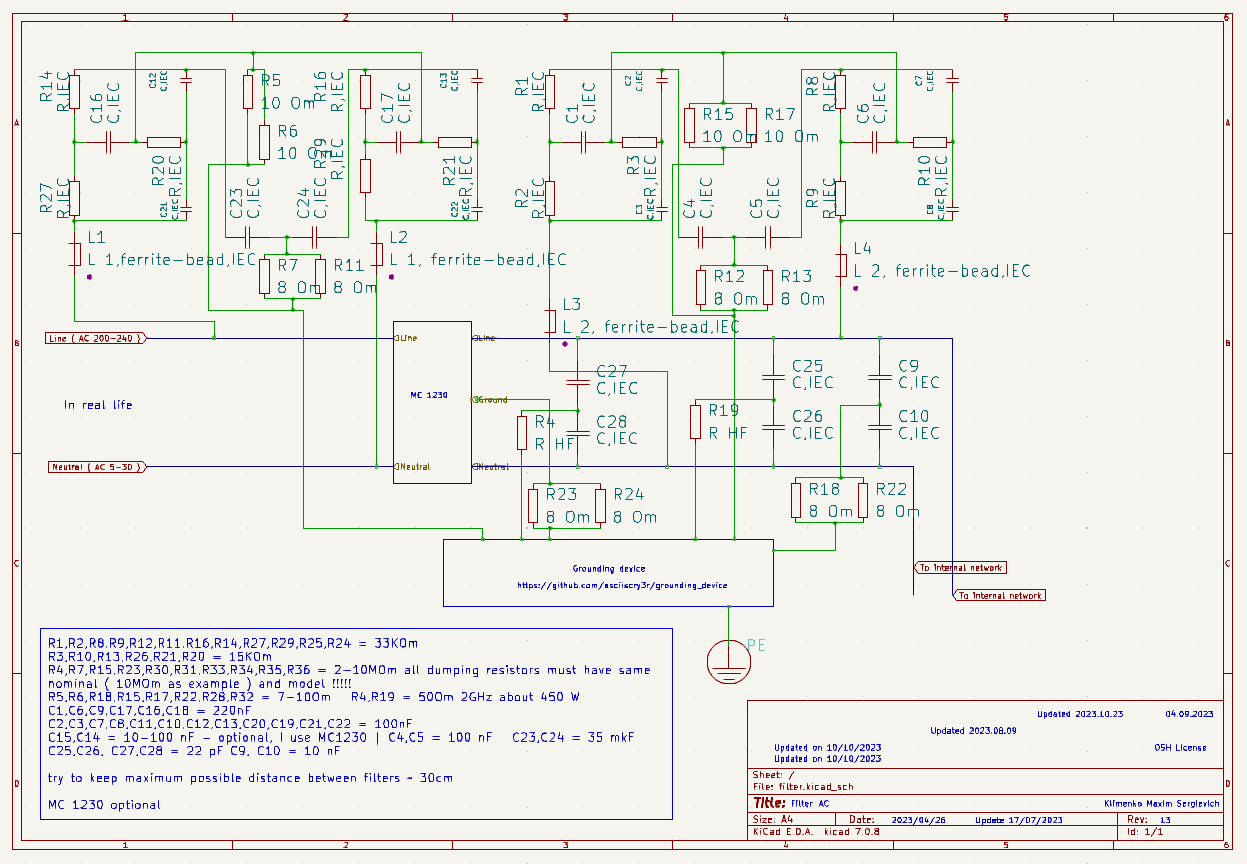 1 2 3 4 5 6
A
B
C
D
R14
R,IEC
C16
C,IEC
C12
C,IEC
R5
10 Om
R6
10 O
R16
R,IEC
C17
C,IEC
C13
C,IEC
R1
R,IEC
C1
C,IEC
C2
C,IEC
R15
10 Om
R17
10 Om
R8
R,IEC
C6
C,IEC
C7
C,IEC
R27
R,IEC
R20
R,IEC
C21
C,IEC
C23
C,IEC
C24
C,IEC
R29
R,IEC
R21
R,IEC
C22
C,IEC
R2
R,IEC
R3
R,IEC
C3
C,IEC
C4
C,IEC
C5
C,IEC
R9
R,IEC
R10
R,IEC
C8
C,IEC
L1
L 1,ferrite-bead,IEC
R7
8 Om
R11
8 Om
L2
L 1, ferrite-bead,IEC
L3
L 2, ferrite-bead,IEC
R12
8 Om
R13
8 Om
L4
L 2, ferrite-bead,IEC
Line ( AC 200-240 )
In real life
Neutral ( AC 5-30 )
Line
MC 1230
Neutral
Line
Ground
Neutral
C27
C,IEC
C28
C,IEC
R4
R HF
R19
R HF
C25
C,IEC
C26
C,IEC
C9
C,IEC
C10
C,IEC
R23
8 Om
R24
8 Om
R18
8 Om
R22
8 Om
Grounding device
https://github.com/asciiscry3r/grounding_device
To internal network
To internal network
PE
R1,R2,R8.R9,R12,R11.R16,R14,R27,R29,R25,R24 = 33KOm
R3,R10,R13,R26,R21,R20 = 15KOm
R4,R7,R15,R23,R30,R31,R33,R34,R35,R36 = 2-10MOm all dumping resistors must have same
nominal ( 10MOm as example ) and model !!!!!
R5,R6,R18,R15,R17,R22,R28,R32 = 7-10Om R4,R19 = 50Om 2GHz about 450 W
C1,C6,C9,C17,C16,C18 = 220nF
C2,C3,C7,C8,C11,C10,C12,C13,C20,C19,C21,C22 = 100nF
C15,C14 = 10-100 nF - optional, I use MC1230 | C4,C5 = 100 nF C23,C24 = 35 mkF
C25,C26, C27,C28 = 22 pF C9, C10 = 10 nF
try to keep maximum possible distance between filters ~ 30cm
MC 1230 optional
Updated 2023.10.23 04.09.2023
Updated 2023.08.09
Updated on 10/10/2023 OSH License
Updated on 10/10/2023
Sheet: /
File: filter.kicad_sch
Title: Filter AC Klimenko Maxim Sergievich
Size: A4 Date: 2023/04/26 Update 17/07/2023 Rev: 1.3
KiCad E.D.A. kicad 7.0.8 Id: 1/1
1 2 3 4 5 6